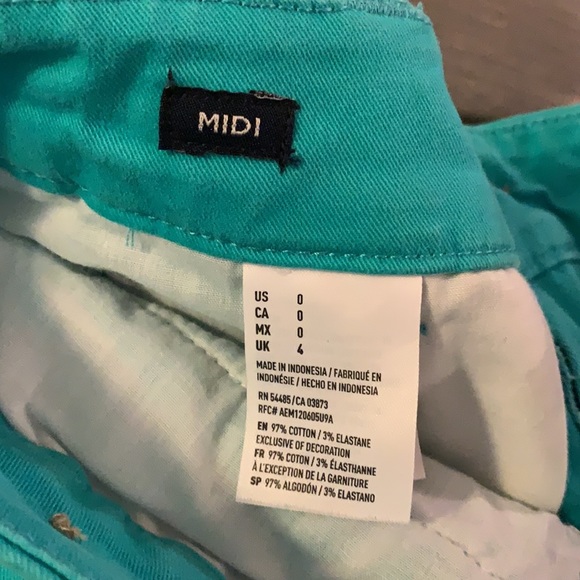 MIDI
US 0
CA 0
MX 0
UK 4
MADE IN INDONESIA / FABRIQUÉ EN
INDONÉSIE / HECHO EN INDONESIA
RN 54485/CA 03873
RFC# AEM120605U9A
EN 97% COTTON / 3% ELASTANE
EXCLUSIVE OF DECORATION
FR 97% COTON / 3% ÉLASTHANNE
À L'EXCEPTION DE LA GARNITURE
SP 97% ALGODÓN / 3% ELASTANO